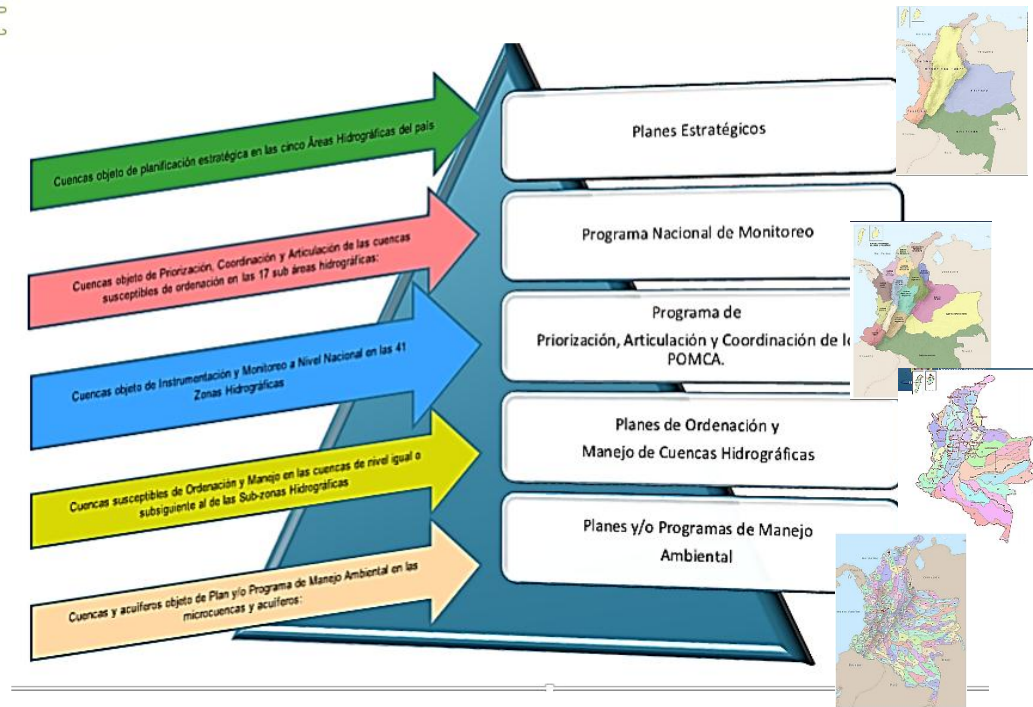 Cuencas objeto de planificación estratégica en las cinco Áreas Hidrográficas del país
Planes Estratégicos
Cuencas objeto de Priorización, Coordinación y Articulación de las cuencas
susceptibles de ordenación en las 17 sub áreas hidrográficas:
Programa Nacional de Monitoreo
Cuencas objeto de Instrumentación y Monitoreo a Nivel Nacional en las 41
Zonas Hidrográficas
Programa de
Priorización, Articulación y Coordinación de
POMCA.
Cuencas susceptibles de Ordenación y Manejo en las cuencas de nivel igual o
subsiguiente al de las Sub-zonas Hidrográficas
Planes de Ordenación y
Manejo de Cuencas Hidrográficas
Cuencas y acuíferos objeto de Plan y/o Programa de Manejo Ambiental en las
microcuencas y acuíferos:
Planes y/o Programas de Manejo
Ambiental